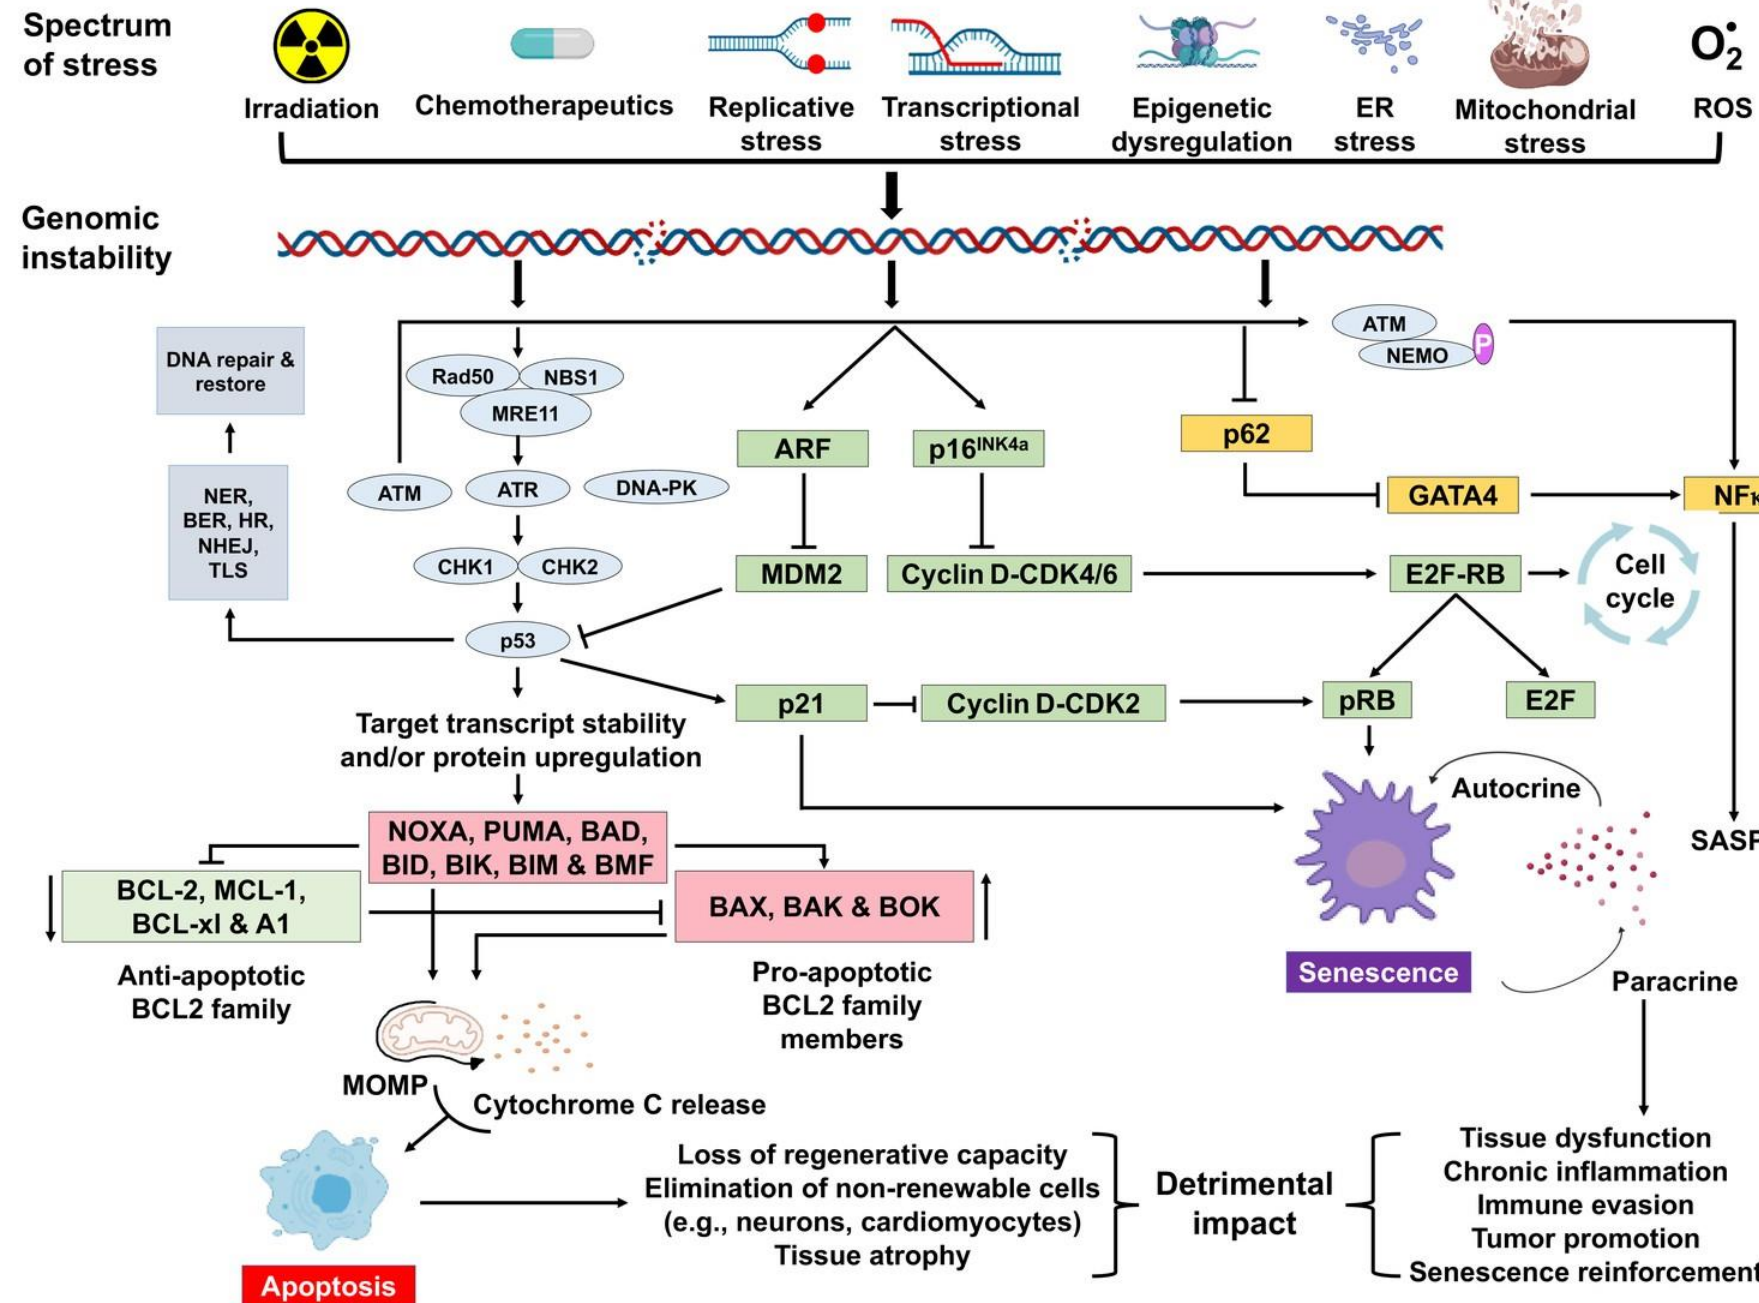 Spectrum
of stress
Irradiation
Chemotherapeutics
Replicative
stress
Transcriptional
stress
Epigenetic
dysregulation
ER
stress
Mitochondrial
stress
O₂•
ROS
Genomic
instability
DNA repair &
restore
NER,
BER, HR,
NHEJ,
TLS
Rad50
NBS1
MRE11
ATM
ATR
DNA-PK
CHK1
CHK2
p53
ARF
p16INK4a
p62
ATM
NEMO
P
GATA4
NFκ
MDM2
Cyclin D-CDK4/6
E2F-RB
Cell
cycle
p21
Cyclin D-CDK2
pRB
E2F
Target transcript stability
and/or protein upregulation
NOXA, PUMA, BAD,
BID, BIK, BIM & BMF
BCL-2, MCL-1,
BCL-xl & A1
BAX, BAK & BOK
Anti-apoptotic
BCL2 family
Pro-apoptotic
BCL2 family
members
Autocrine
SASP
Senescence
Paracrine
MOMP
Cytochrome C release
Apoptosis
Loss of regenerative capacity
Elimination of non-renewable cells
(e.g., neurons, cardiomyocytes)
Tissue atrophy
Detrimental
impact
Tissue dysfunction
Chronic inflammation
Immune evasion
Tumor promotion
Senescence reinforcement